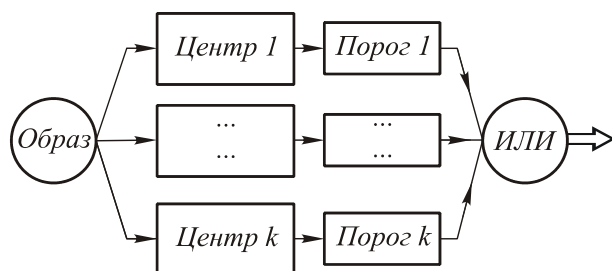 Центр 1
Порог 1
Образ
...
...
...
...
ИЛИ
Центр k
Порог k